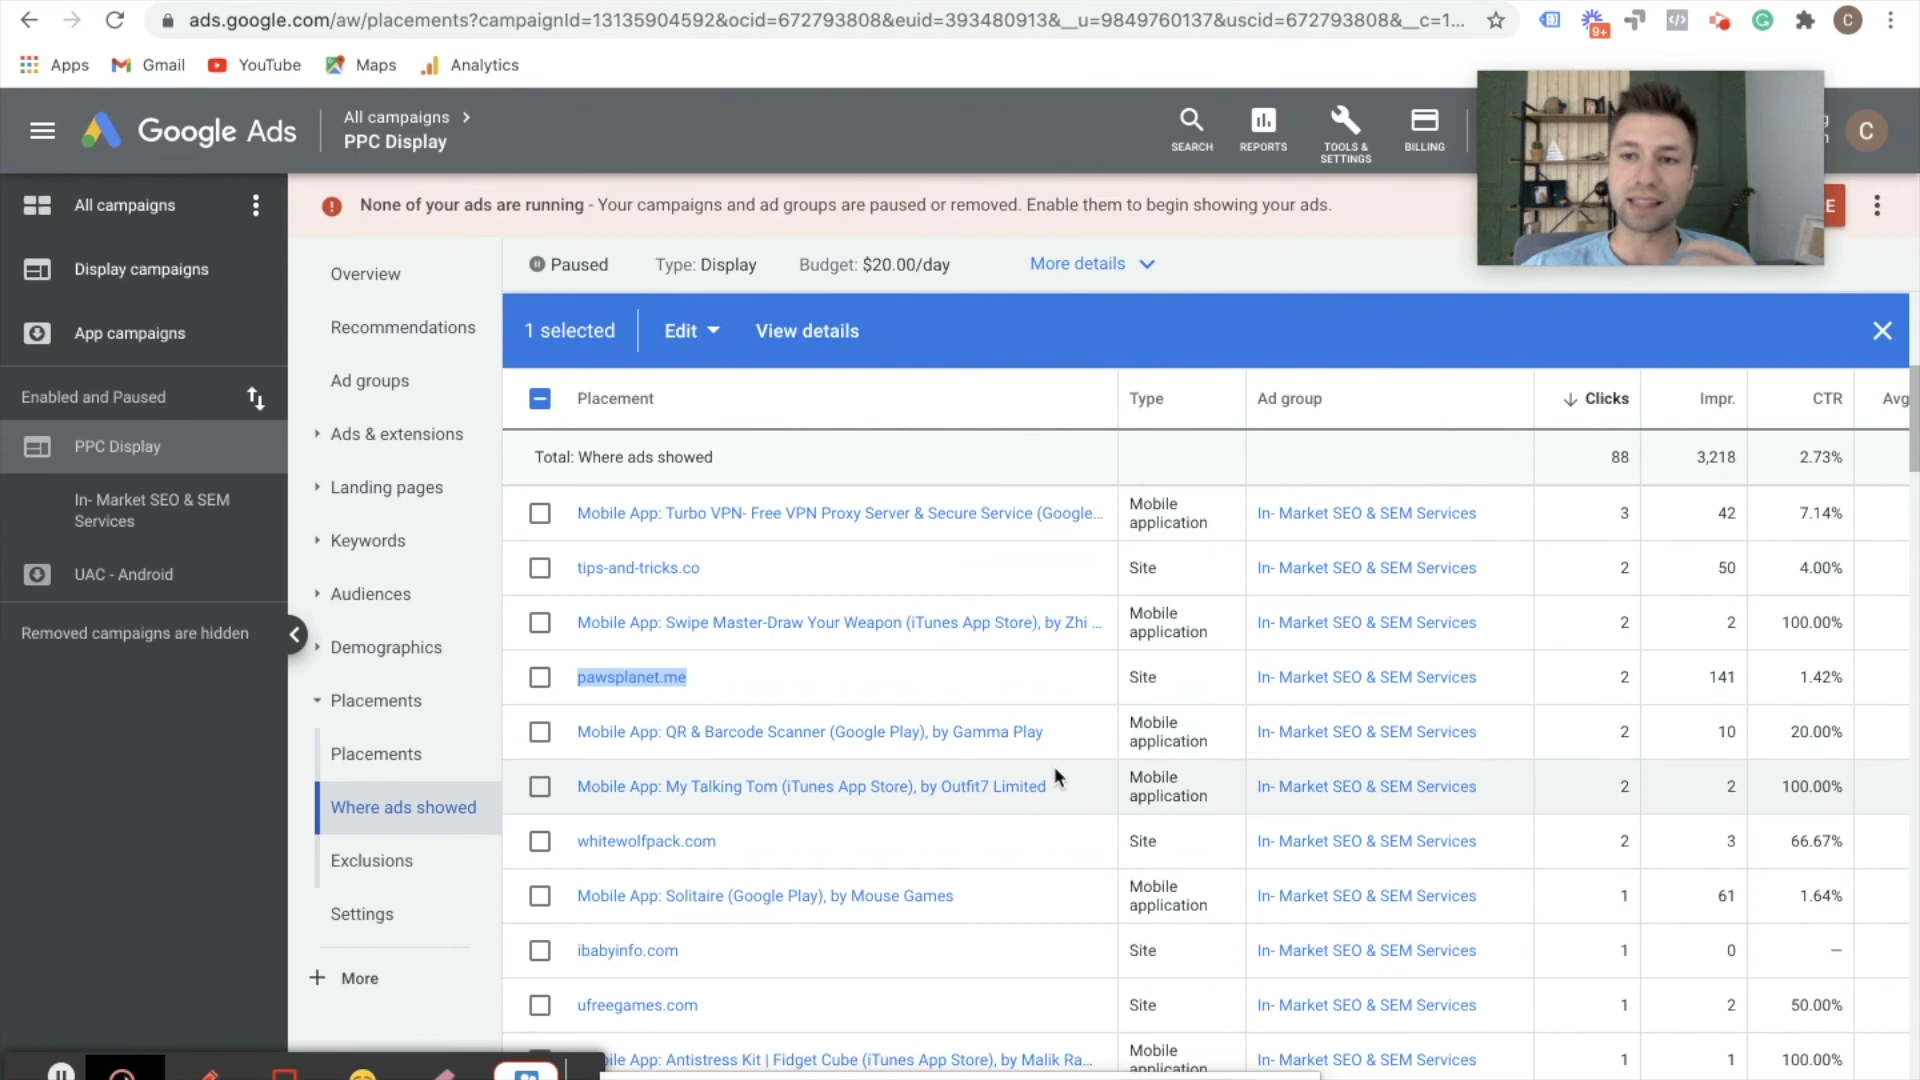 ads.google.com/aw/placements?campaignId=13135904592&ocid=672793808&euid=393480913&__u=9849760137&uscid=672793808&__c=1...
9+
C
Apps
Gmail
YouTube
Maps
Analytics
Google Ads
All campaigns
PPC Display
SEARCH
REPORTS
TOOLS & SETTINGS
BILLING
C
All campaigns
Display campaigns
App campaigns
Enabled and Paused
PPC Display
In- Market SEO & SEM
Services
UAC - Android
Removed campaigns are hidden
None of your ads are running - Your campaigns and ad groups are paused or removed. Enable them to begin showing your ads.
E
Overview
Recommendations
Ad groups
Ads & extensions
Landing pages
Keywords
Audiences
Demographics
Placements
Placements
Where ads showed
Exclusions
Settings
More
Paused Type: Display Budget: $20.00/day More details
1 selected Edit View details
Placement Type Ad group Clicks Impr. CTR Avg
Total: Where ads showed 88 3,218 2.73%
Mobile App: Turbo VPN- Free VPN Proxy Server & Secure Service (Google... Mobile application In- Market SEO & SEM Services 3 42 7.14%
tips-and-tricks.co Site In- Market SEO & SEM Services 2 50 4.00%
Mobile App: Swipe Master-Draw Your Weapon (iTunes App Store), by Zhi ... Mobile application In- Market SEO & SEM Services 2 2 100.00%
pawsplanet.me Site In- Market SEO & SEM Services 2 141 1.42%
Mobile App: QR & Barcode Scanner (Google Play), by Gamma Play Mobile application In- Market SEO & SEM Services 2 10 20.00%
Mobile App: My Talking Tom (iTunes App Store), by Outfit7 Limited Mobile application In- Market SEO & SEM Services 2 2 100.00%
whitewolfpack.com Site In- Market SEO & SEM Services 2 3 66.67%
Mobile App: Solitaire (Google Play), by Mouse Games Mobile application In- Market SEO & SEM Services 1 61 1.64%
ibabyinfo.com Site In- Market SEO & SEM Services 1 0 —
ufreegames.com Site In- Market SEO & SEM Services 1 2 50.00%
bile App: Antistress Kit | Fidget Cube (iTunes App Store), by Malik Ra... Mobile application In- Market SEO & SEM Services 1 1 100.00%